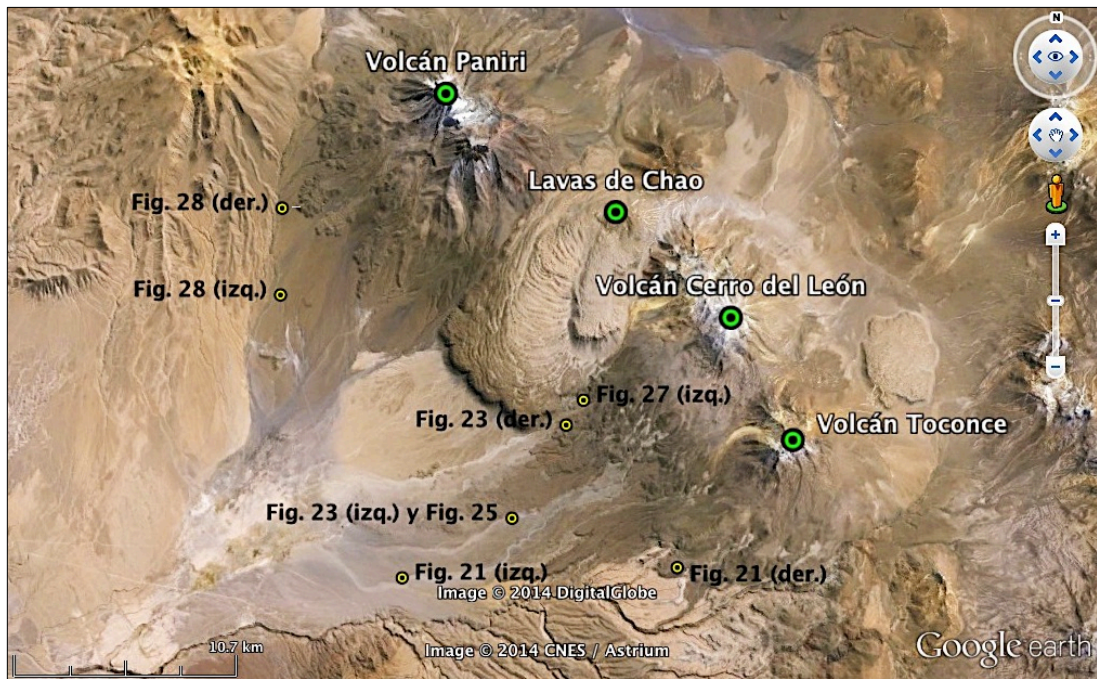 N
Volcán Paniri
Lavas de Chao
Fig. 28 (der.)
Volcán Cerro del León
Fig. 28 (izq.)
Fig. 27 (izq.)
Fig. 23 (der.)
Volcán Toconce
Fig. 23 (izq.) y Fig. 25
Fig. 21 (izq.)
Fig. 21 (der.)
Image © 2014 DigitalGlobe
10.7 km
Image © 2014 CNES / Astrium
Google earth